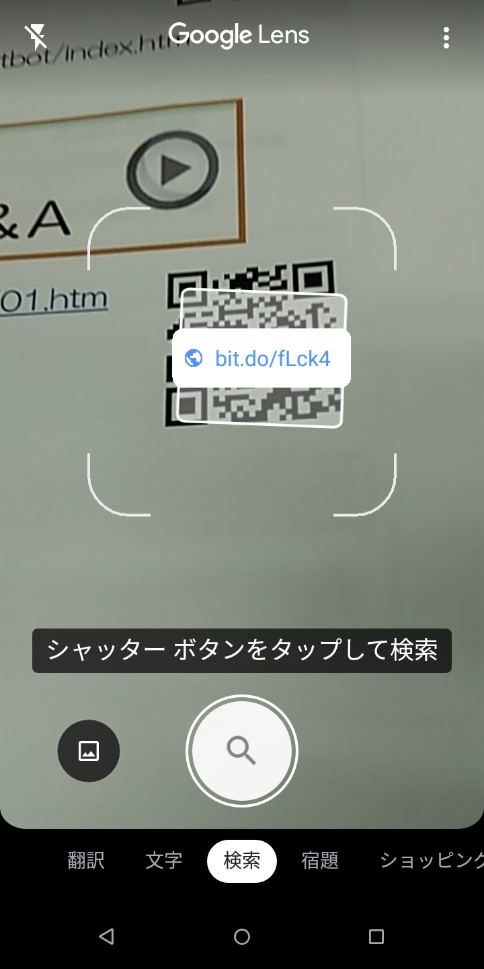 Google Lens
tbot/index.htm
&A
01.htm
bit.do/fLck4
シャッター ボタンをタップして検索
翻訳 文字 検索 宿題 ショッピング